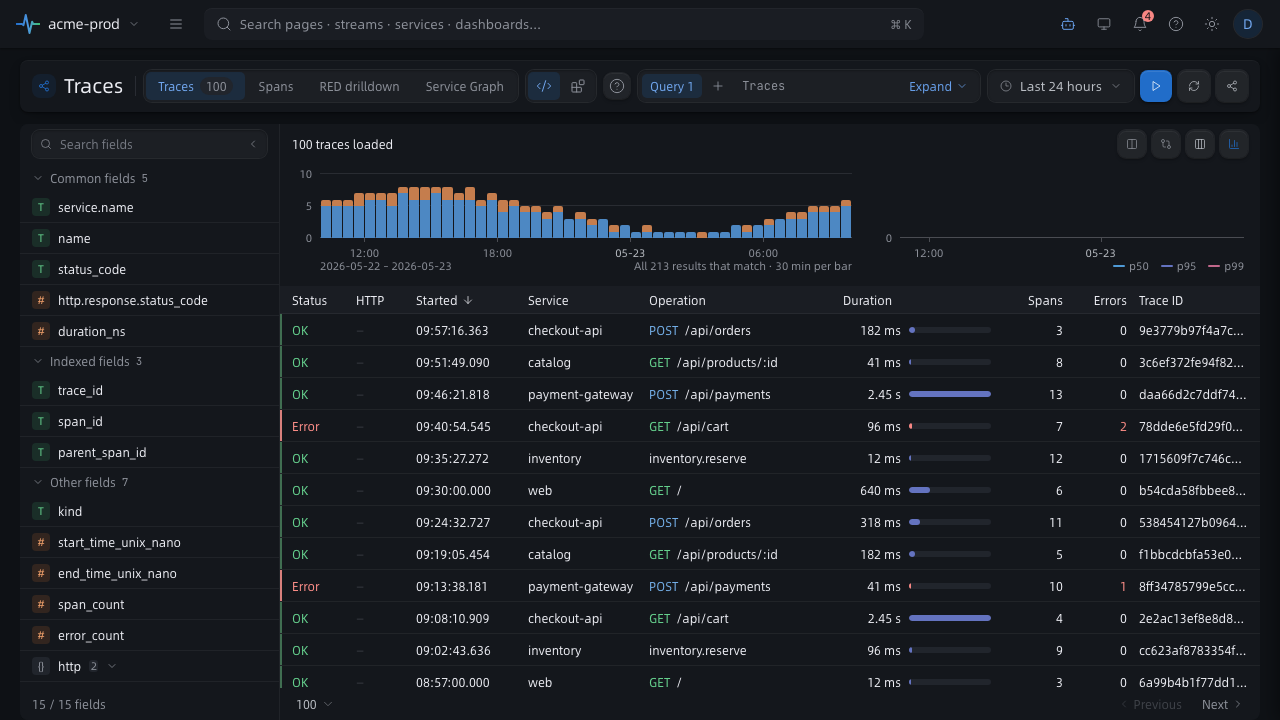 acme-prod
Search pages · streams · services · dashboards...
⌘ K
4
D
Traces
Traces 100
Spans
RED drilldown
Service Graph
Query 1
Traces
Expand
Last 24 hours
Search fields
Common fields 5
T service.name
T name
T status_code
# http.response.status_code
# duration_ns
Indexed fields 3
T trace_id
T span_id
T parent_span_id
Other fields 7
T kind
# start_time_unix_nano
# end_time_unix_nano
# span_count
# error_count
{} http 2
15 / 15 fields
100 traces loaded
10
5
0
12:00 18:00 05-23 06:00
2026-05-22 – 2026-05-23
All 213 results that match · 30 min per bar
0
12:00 05-23
p50 p95 p99
Status HTTP Started Service Operation Duration Spans Errors Trace ID
OK – 09:57:16.363 checkout-api POST /api/orders 182 ms 3 0 9e3779b97f4a7c...
OK – 09:51:49.090 catalog GET /api/products/:id 41 ms 8 0 3c6ef372fe94f82...
OK – 09:46:21.818 payment-gateway POST /api/payments 2.45 s 13 0 daa66d2c7ddf74...
Error – 09:40:54.545 checkout-api GET /api/cart 96 ms 7 2 78dde6e5fd29f0...
OK – 09:35:27.272 inventory inventory.reserve 12 ms 12 0 1715609f7c746c...
OK – 09:30:00.000 web GET / 640 ms 6 0 b54cda58fbbee8...
OK – 09:24:32.727 checkout-api POST /api/orders 318 ms 11 0 538454127b0964...
OK – 09:19:05.454 catalog GET /api/products/:id 182 ms 5 0 f1bbcdcbfa53e0...
Error – 09:13:38.181 payment-gateway POST /api/payments 41 ms 10 1 8ff34785799e5cc...
OK – 09:08:10.909 checkout-api GET /api/cart 2.45 s 4 0 2e2ac13ef8e8d8...
OK – 09:02:43.636 inventory inventory.reserve 96 ms 9 0 cc623af8783354f...
OK – 08:57:00.000 web GET / 12 ms 3 0 6a99b4b1f77dd1...
100
Previous
Next